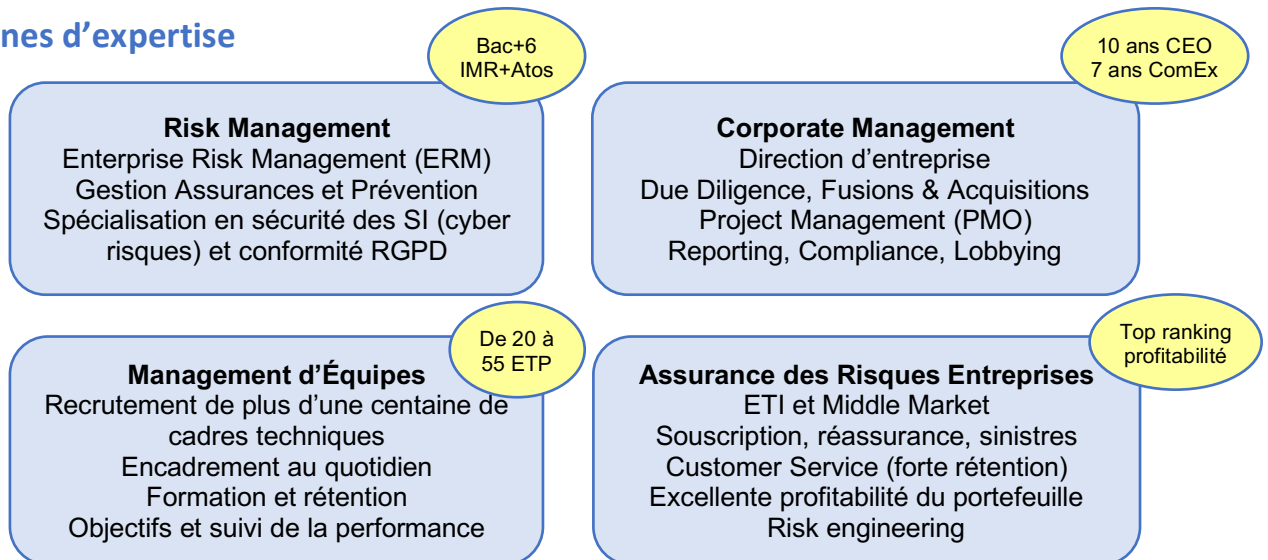 nes d’expertise
Bac+6
IMR+Atos
Risk Management
Enterprise Risk Management (ERM)
Gestion Assurances et Prévention
Spécialisation en sécurité des SI (cyber
risques) et conformité RGPD
10 ans CEO
7 ans ComEx
Corporate Management
Direction d’entreprise
Due Diligence, Fusions & Acquisitions
Project Management (PMO)
Reporting, Compliance, Lobbying
De 20 à
55 ETP
Management d’Équipes
Recrutement de plus d’une centaine de
cadres techniques
Encadrement au quotidien
Formation et rétention
Objectifs et suivi de la performance
Top ranking
profitabilité
Assurance des Risques Entreprises
ETI et Middle Market
Souscription, réassurance, sinistres
Customer Service (forte rétention)
Excellente profitabilité du portefeuille
Risk engineering